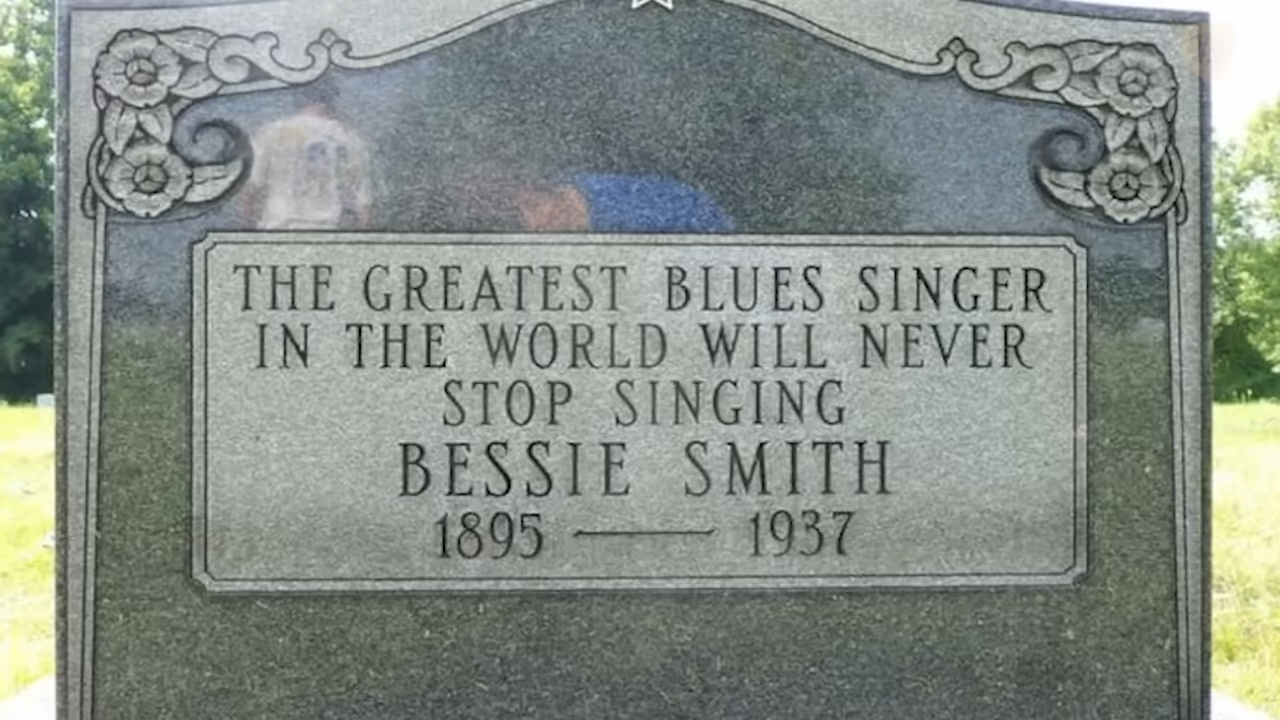 THE GREATEST BLUES SINGER
IN THE WORLD WILL NEVER
STOP SINGING
BESSIE SMITH
1895 —— 1937